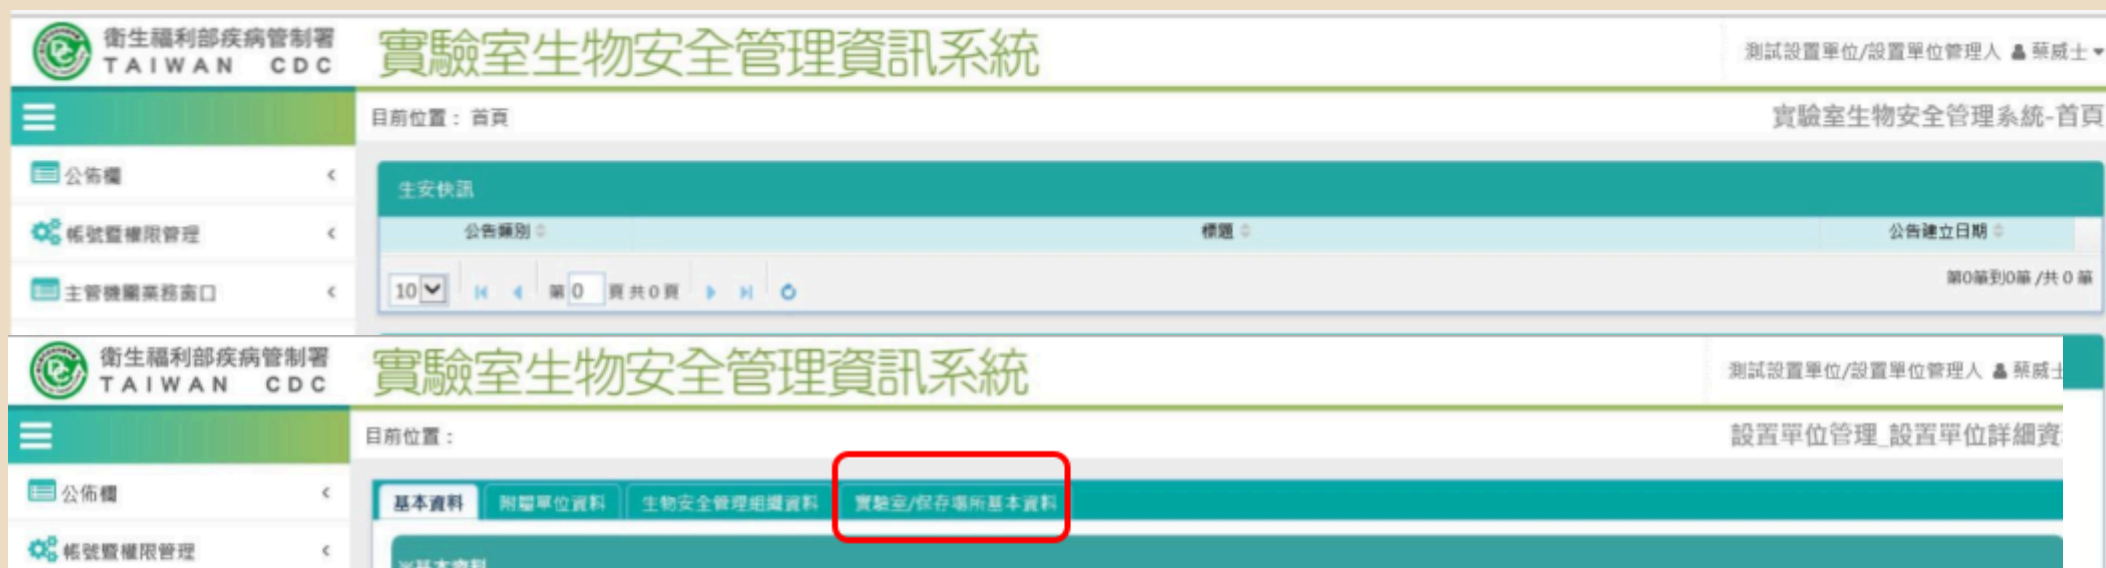 衛生福利部疾病管制署
TAIWAN CDC
實驗室生物安全管理資訊系統
測試設置單位/設置單位管理人 蔡威士
目前位置: 首頁
實驗室生物安全管理系統-首頁
公佈欄
帳號暨權限管理
主管機關業務窗口
生安快訊
公告類別 標題 公告建立日期
10 第 0 頁 共 0 頁 第0筆到0筆 /共 0 筆
衛生福利部疾病管制署
TAIWAN CDC
實驗室生物安全管理資訊系統
測試設置單位/設置單位管理人 蔡威士
目前位置:
設置單位管理_設置單位詳細資
公佈欄
帳號暨權限管理
基本資料 附屬單位資料 生物安全管理組織資料 實驗室/保存場所基本資料
※基本資料